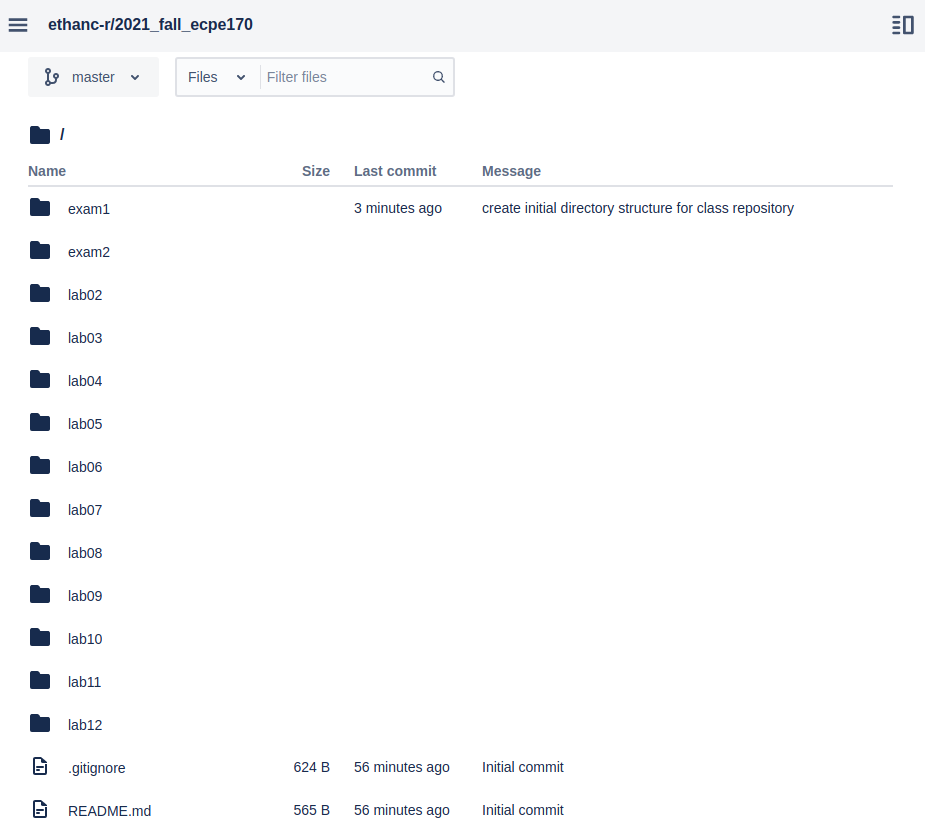 ethanc-r/2021_fall_ecpe170
master Files Filter files
/
Name Size Last commit Message
exam1 3 minutes ago create initial directory structure for class repository
exam2
lab02
lab03
lab04
lab05
lab06
lab07
lab08
lab09
lab10
lab11
lab12
.gitignore 624 B 56 minutes ago Initial commit
README.md 565 B 56 minutes ago Initial commit